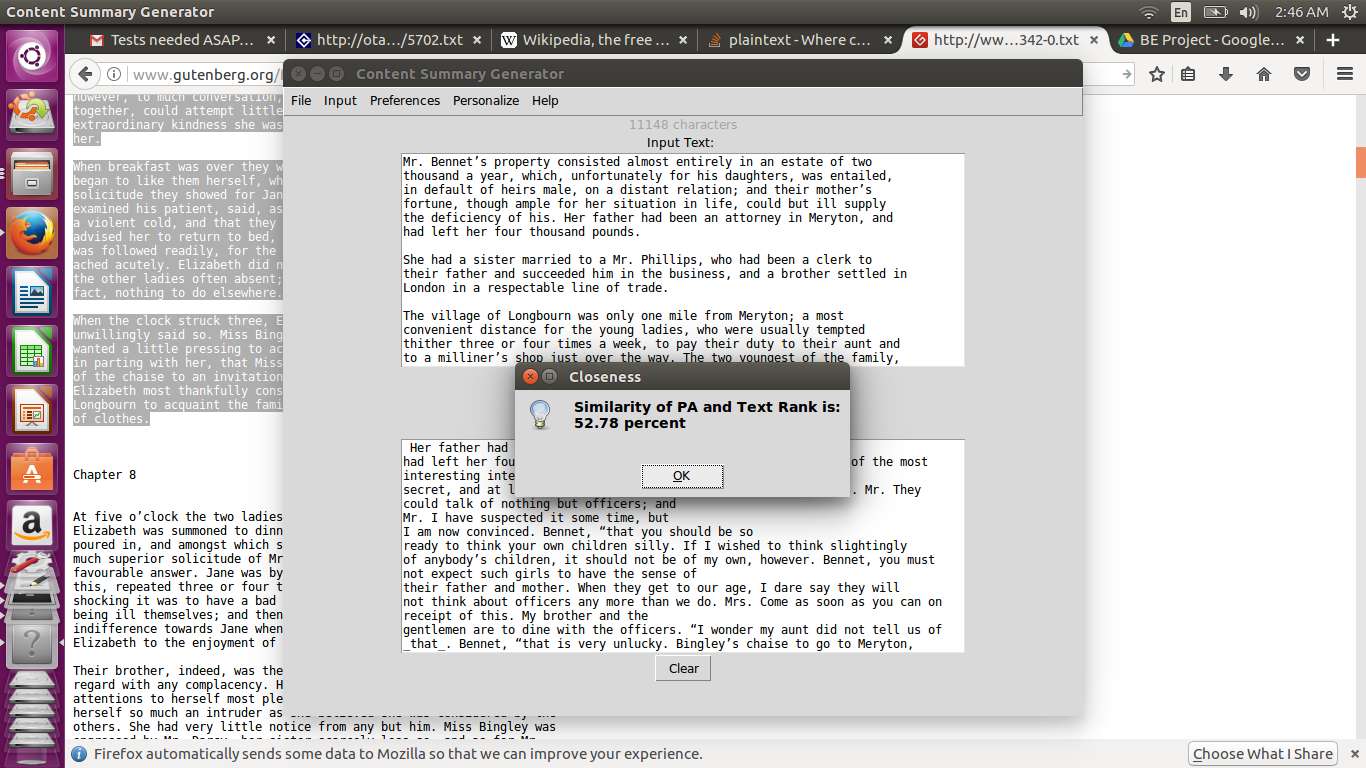 Content Summary Generator
En
2:46 AM
Tests needed ASAP...
http://ota.../5702.txt
Wikipedia, the free ...
plaintext - Where c...
http://ww...342-0.txt
BE Project - Google...
www.gutenberg.org/
however, to much conversation,
together, could attempt little
extraordinary kindness she was
her.
When breakfast was over they w
began to like them herself, wh
solicitude they showed for Jan
examined his patient, said, as
a violent cold, and that they
advised her to return to bed,
was followed readily, for the
ached acutely. Elizabeth did n
the other ladies often absent;
fact, nothing to do elsewhere.
When the clock struck three, E
unwillingly said so. Miss Bing
wanted a little pressing to ac
in parting with her, that Miss
of the chaise to an invitation
Elizabeth most thankfully cons
Longbourn to acquaint the fami
of clothes.
Chapter 8
At five o’clock the two ladies
Elizabeth was summoned to dinn
poured in, and amongst which s
much superior solicitude of Mr
favourable answer. Jane was by
this, repeated three or four t
shocking it was to have a bad
being ill themselves; and then
indifference towards Jane when
Elizabeth to the enjoyment of
Their brother, indeed, was the
regard with any complacency. H
attentions to herself most ple
herself so much an intruder as
others. She had very little notice from any but him. Miss Bingley was
Content Summary Generator
File Input Preferences Personalize Help
11148 characters
Input Text:
Mr. Bennet’s property consisted almost entirely in an estate of two
thousand a year, which, unfortunately for his daughters, was entailed,
in default of heirs male, on a distant relation; and their mother’s
fortune, though ample for her situation in life, could but ill supply
the deficiency of his. Her father had been an attorney in Meryton, and
had left her four thousand pounds.
She had a sister married to a Mr. Phillips, who had been a clerk to
their father and succeeded him in the business, and a brother settled in
London in a respectable line of trade.
The village of Longbourn was only one mile from Meryton; a most
convenient distance for the young ladies, who were usually tempted
thither three or four times a week, to pay their duty to their aunt and
to a milliner’s shop just over the way. The two youngest of the family,
Closeness
Similarity of PA and Text Rank is:
52.78 percent
OK
Her father had
had left her fou of the most
interesting inte
secret, and at l . Mr. They
could talk of nothing but officers; and
Mr. I have suspected it some time, but
I am now convinced. Bennet, “that you should be so
ready to think your own children silly. If I wished to think slightingly
of anybody’s children, it should not be of my own, however. Bennet, you must
not expect such girls to have the sense of
their father and mother. When they get to our age, I dare say they will
not think about officers any more than we do. Mrs. Come as soon as you can on
receipt of this. My brother and the
gentlemen are to dine with the officers. “I wonder my aunt did not tell us of
_that_. Bennet, “that is very unlucky. Bingley’s chaise to go to Meryton,
Clear
Firefox automatically sends some data to Mozilla so that we can improve your experience.
Choose What I Share